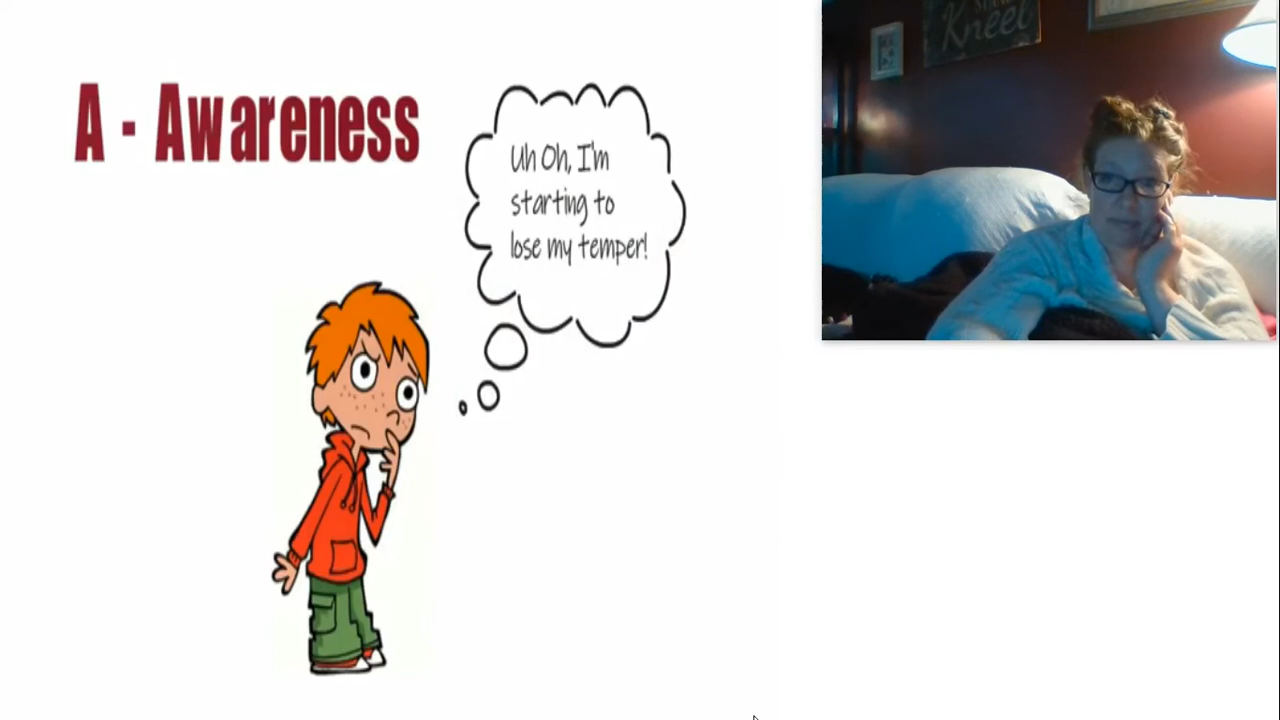 A - Awareness
Uh Oh, I'm
starting to
lose my temper!
Kneel